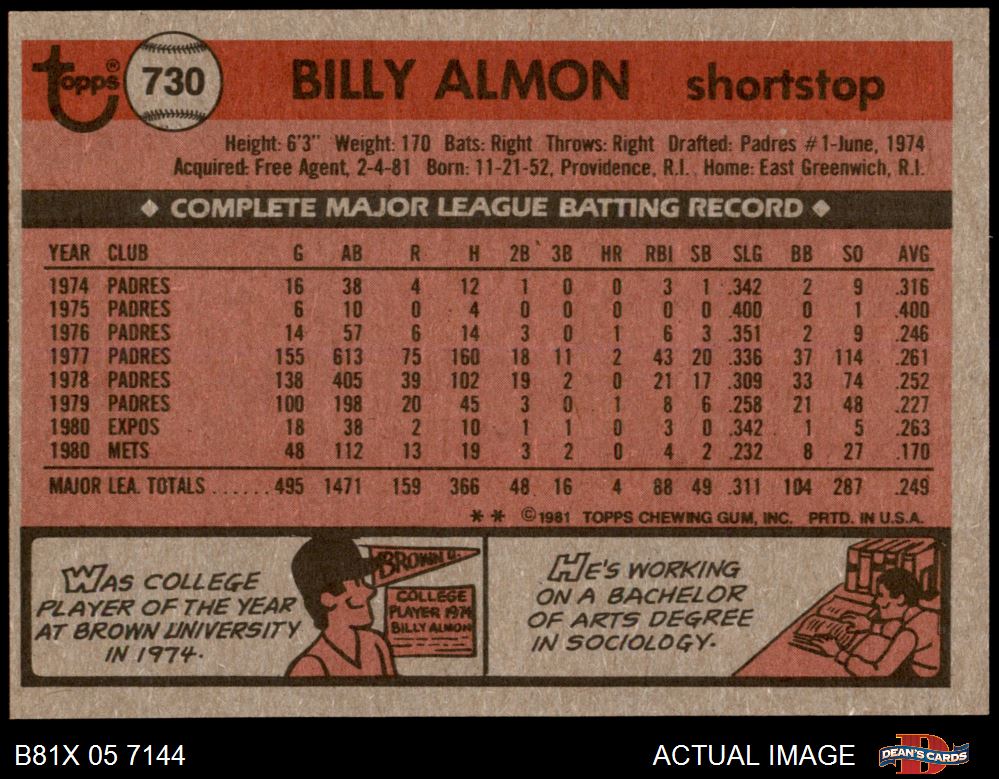 topps® 730 BILLY ALMON shortstop
Height: 6'3" Weight: 170 Bats: Right Throws: Right Drafted: Padres #1-June, 1974
Acquired: Free Agent, 2-4-81 Born: 11-21-52, Providence, R.I. Home: East Greenwich, R.I.
◆ COMPLETE MAJOR LEAGUE BATTING RECORD ◆
YEAR CLUB G AB R H 2B 3B HR RBI SB SLG BB SO AVG
1974 PADRES 16 38 4 12 1 0 0 3 1 .342 2 9 .316
1975 PADRES 6 10 0 4 0 0 0 0 0 .400 0 1 .400
1976 PADRES 14 57 6 14 3 0 1 6 3 .351 2 9 .246
1977 PADRES 155 613 75 160 18 11 2 43 20 .336 37 114 .261
1978 PADRES 138 405 39 102 19 2 0 21 17 .309 33 74 .252
1979 PADRES 100 198 20 45 3 0 1 8 6 .258 21 48 .227
1980 EXPOS 18 38 2 10 1 1 0 3 0 .342 1 5 .263
1980 METS 48 112 13 19 3 2 0 4 2 .232 8 27 .170
MAJOR LEA. TOTALS ...... 495 1471 159 366 48 16 4 88 49 .311 104 287 .249
** ©1981 TOPPS CHEWING GUM, INC. PRTD. IN U.S.A.
WAS COLLEGE
PLAYER OF THE YEAR
AT BROWN UNIVERSITY
IN 1974.
BROWN U.
COLLEGE
PLAYER 1974
BILLY ALMON
HE'S WORKING
ON A BACHELOR
OF ARTS DEGREE
IN SOCIOLOGY.
B81X 05 7144 ACTUAL IMAGE DEAN'S CARDS